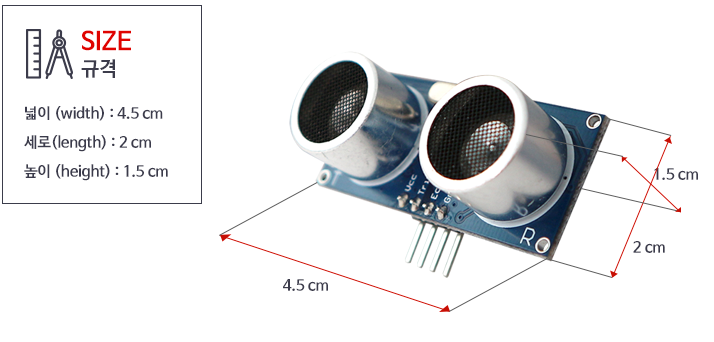 SIZE
규격
넓이 (width) : 4.5 cm
세로(length) : 2 cm
높이 (height) : 1.5 cm
Vcc
R
1.5 cm
2 cm
4.5 cm